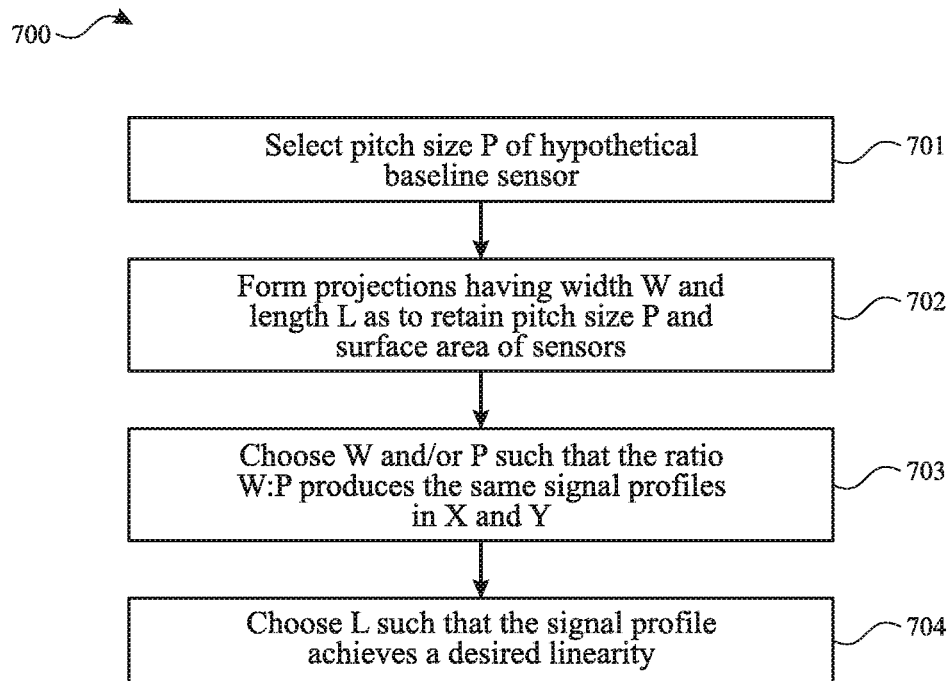 700
Select pitch size P of hypothetical
baseline sensor
701
Form projections having width W and
length L as to retain pitch size P and
surface area of sensors
702
Choose W and/or P such that the ratio
W:P produces the same signal profiles
in X and Y
703
Choose L such that the signal profile
achieves a desired linearity
704